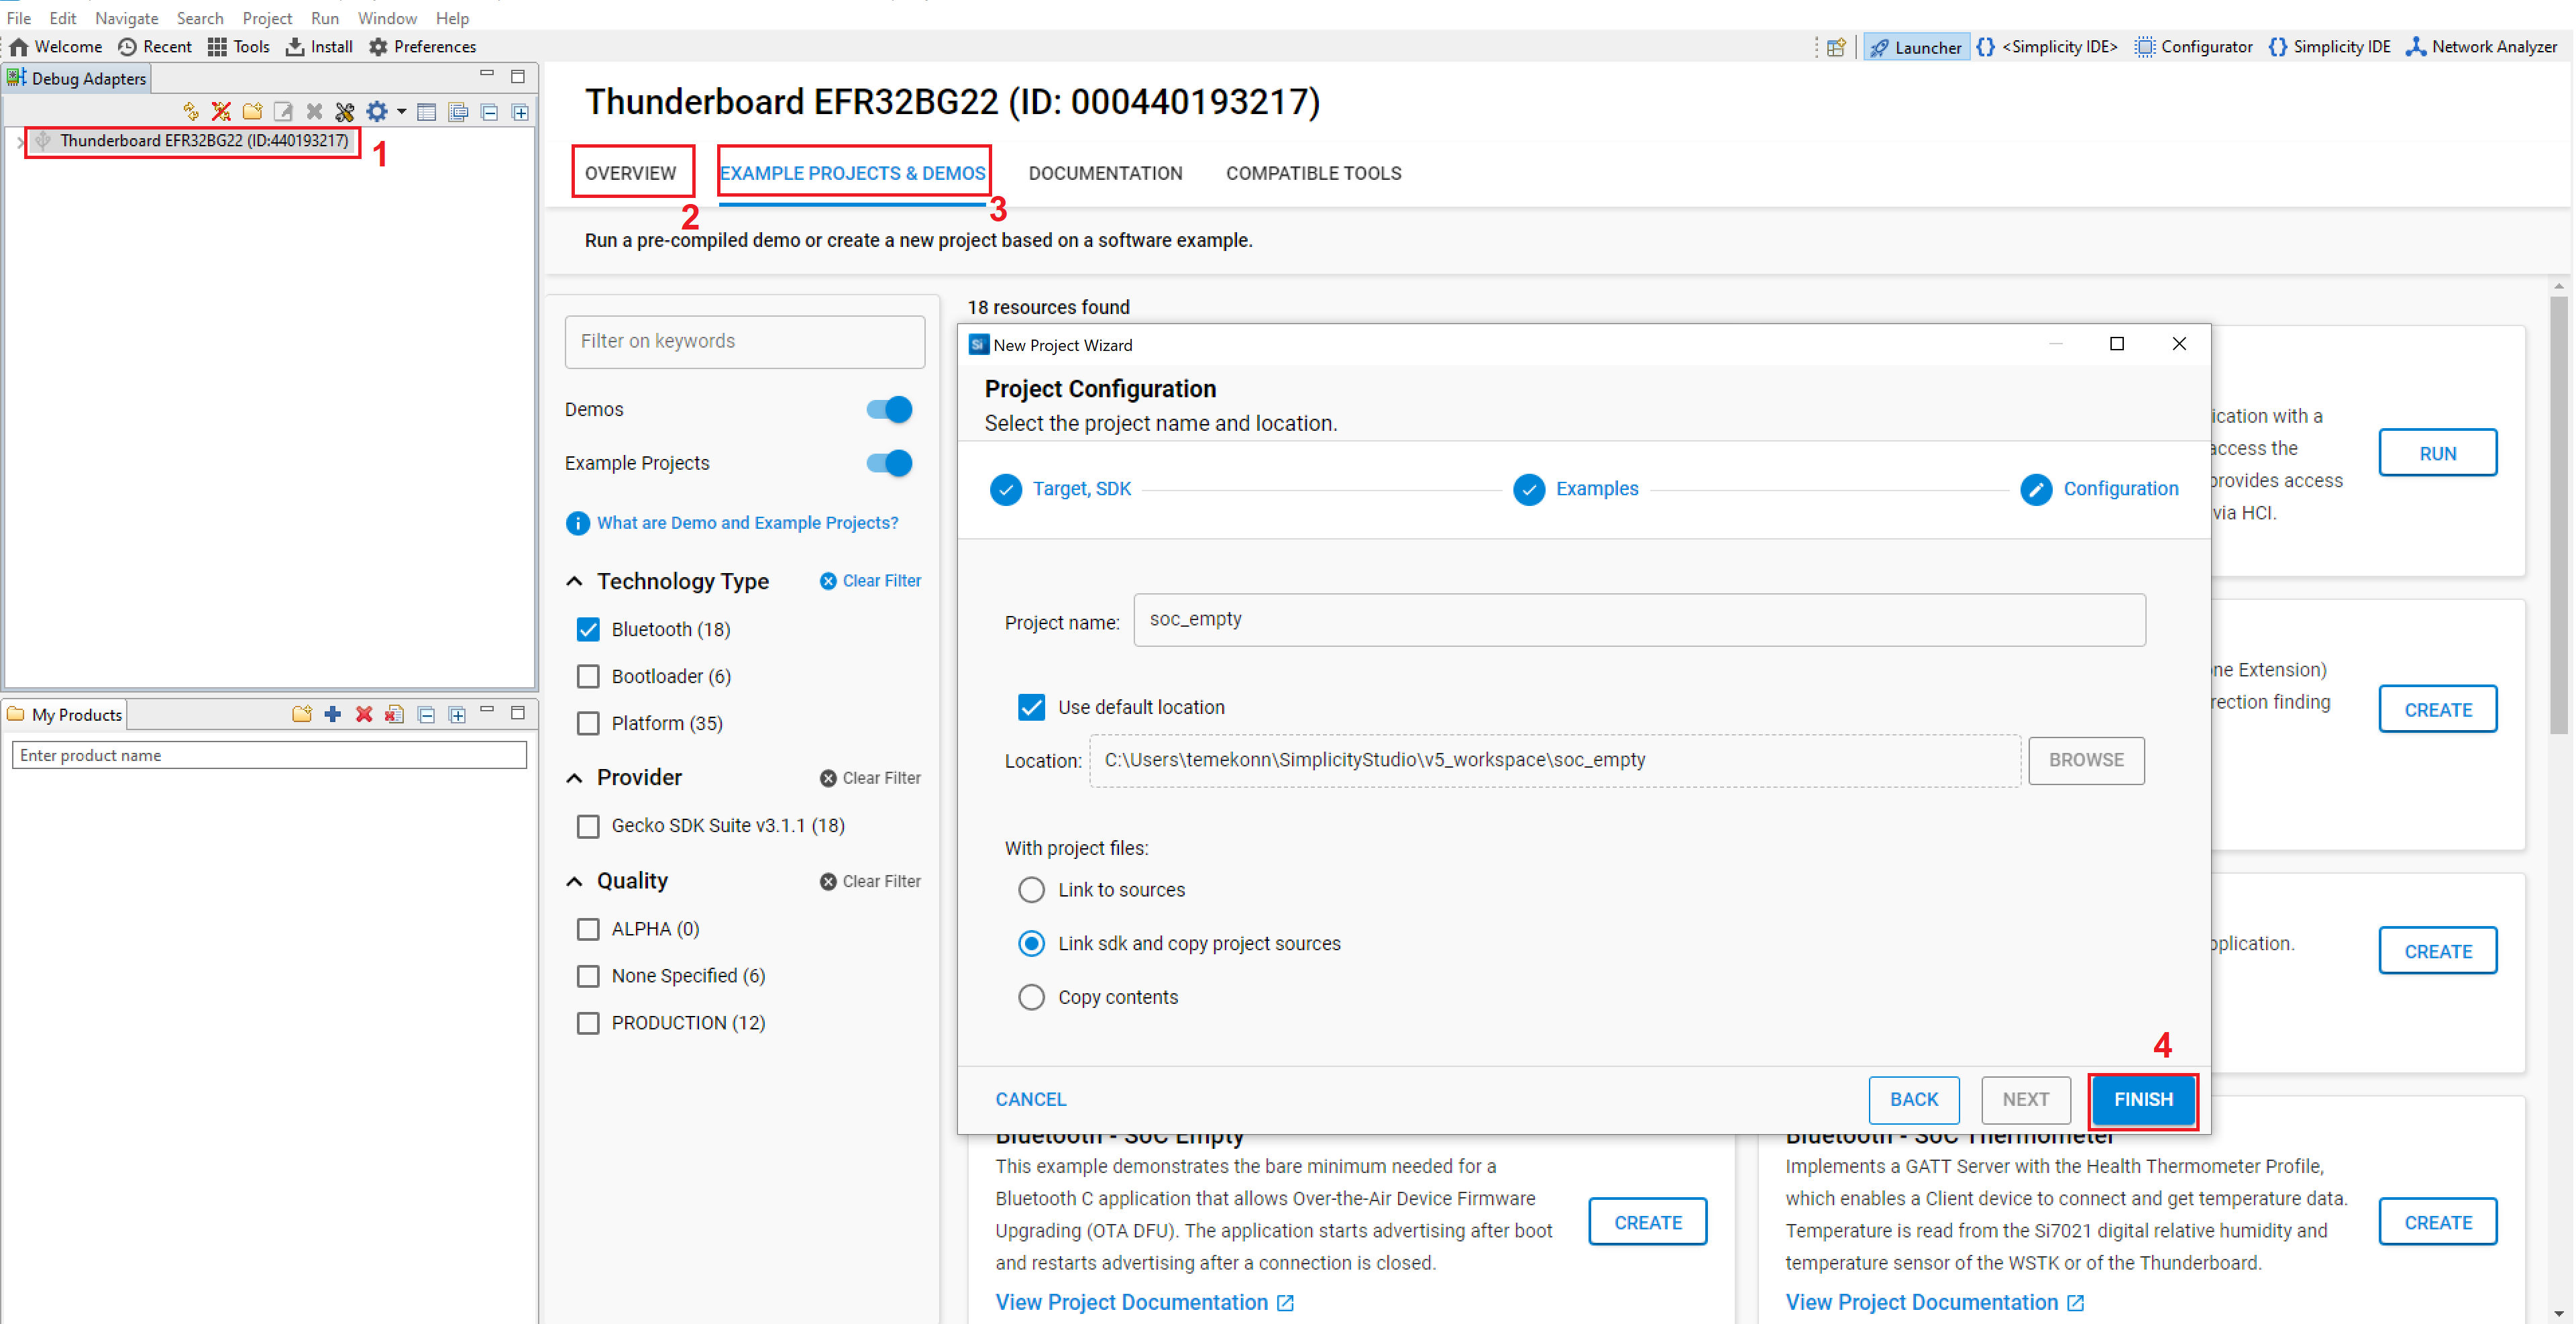 File Edit Navigate Search Project Run Window Help
Welcome Recent Tools Install Preferences
Launcher <Simplicity IDE> Configurator Simplicity IDE Network Analyzer
Debug Adapters
Thunderboard EFR32BG22 (ID:440193217)
1
My Products
Enter product name
Thunderboard EFR32BG22 (ID: 000440193217)
OVERVIEW EXAMPLE PROJECTS & DEMOS DOCUMENTATION COMPATIBLE TOOLS
2 3
Run a pre-compiled demo or create a new project based on a software example.
Filter on keywords
Demos
Example Projects
What are Demo and Example Projects?
Technology Type Clear Filter
Bluetooth (18)
Bootloader (6)
Platform (35)
Provider Clear Filter
Gecko SDK Suite v3.1.1 (18)
Quality Clear Filter
ALPHA (0)
None Specified (6)
PRODUCTION (12)
18 resources found
Si New Project Wizard
Project Configuration
Select the project name and location.
Target, SDK Examples Configuration
Project name: soc_empty
Use default location
Location: C:\Users\temekonn\SimplicityStudio\v5_workspace\soc_empty BROWSE
With project files:
Link to sources
Link sdk and copy project sources
Copy contents
4
CANCEL BACK NEXT FINISH
ication with a
access the
provides access
via HCI.
RUN
ne Extension)
rection finding
CREATE
pplication.
CREATE
Bluetooth - SoC Empty
This example demonstrates the bare minimum needed for a
Bluetooth C application that allows Over-the-Air Device Firmware
Upgrading (OTA DFU). The application starts advertising after boot
and restarts advertising after a connection is closed.
CREATE
View Project Documentation
Bluetooth - SoC Thermometer
Implements a GATT Server with the Health Thermometer Profile,
which enables a Client device to connect and get temperature data.
Temperature is read from the Si7021 digital relative humidity and
temperature sensor of the WSTK or of the Thunderboard.
CREATE
View Project Documentation